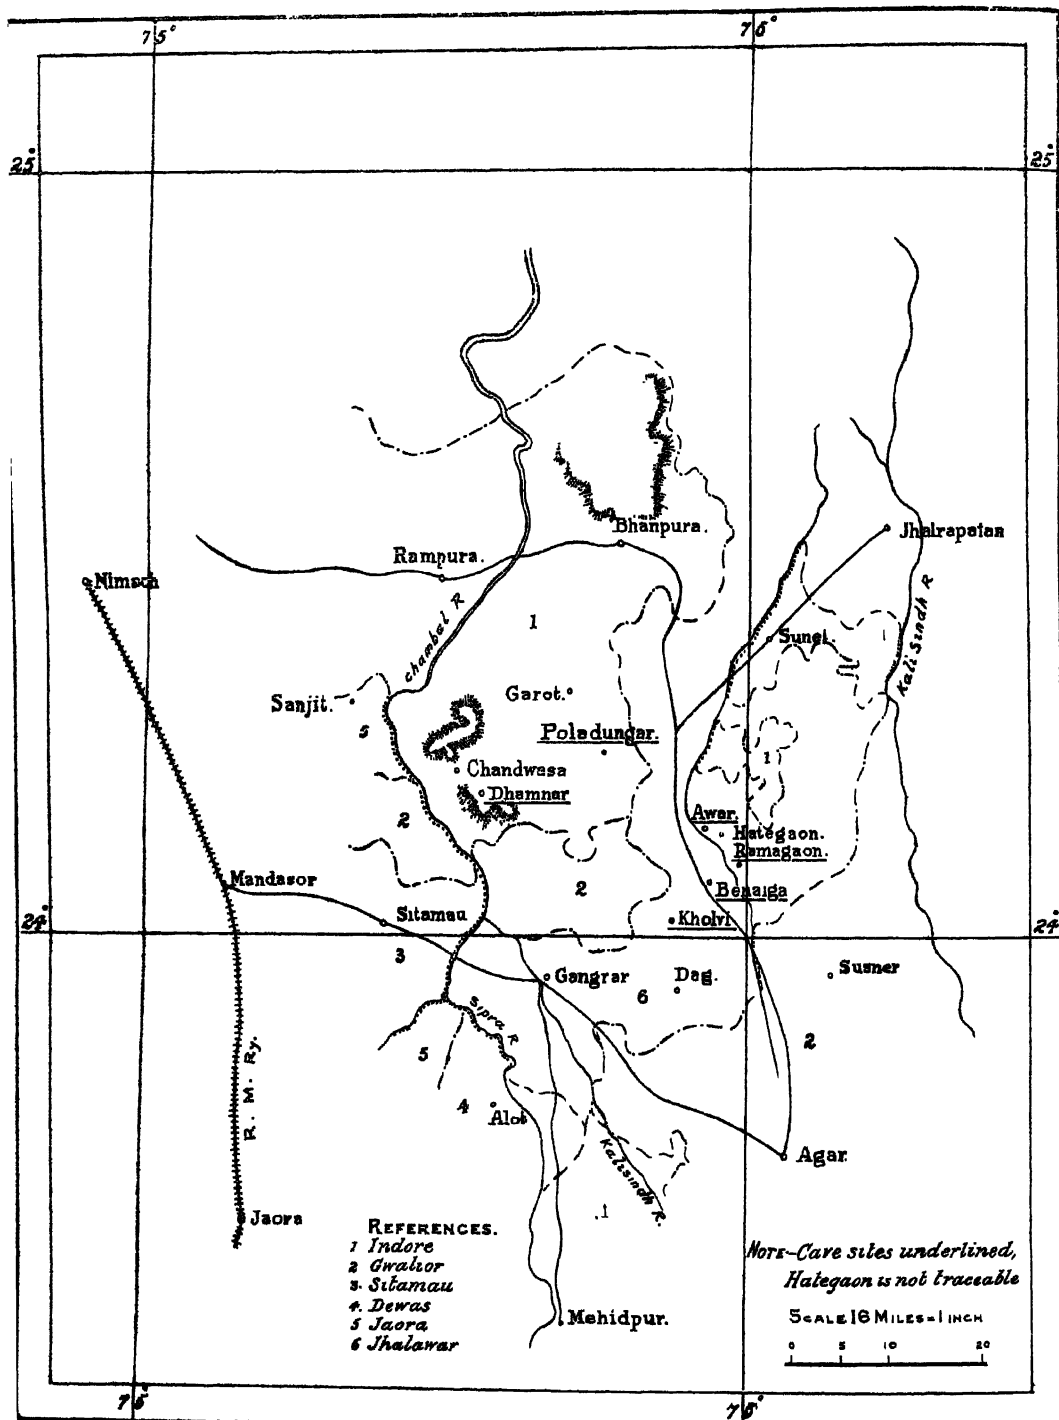 75°
75°
25°
25°
Bhanpura.
Jhalrapatan
Rampura.
Nimach
Chambal R
1
Kali Sindh R
Sunel.
Sanjit.
Garot.
5
Poladungar.
1
Chandwasa
Dhamnar
2
Awar.
Hategaon.
Ramagaon.
Mandasor
2
Benaiga
Sitamau
Kholvi
24°
24°
3
Gangrar
Dag.
Susner
6
Sipra R
2
5
R. M. Ry.
4
Alot
Kalisindh R.
Agar
1
Jaora
REFERENCES.
1 Indore
2 Gwalior
3. Sitamau
4. Dewas
5 Jaora
6 Jhalawar
Mehidpur.
NOTE-Cave sites underlined,
Hategaon is not traceable
SCALE 16 MILES=1 INCH
0 5 10 20
75°
75°